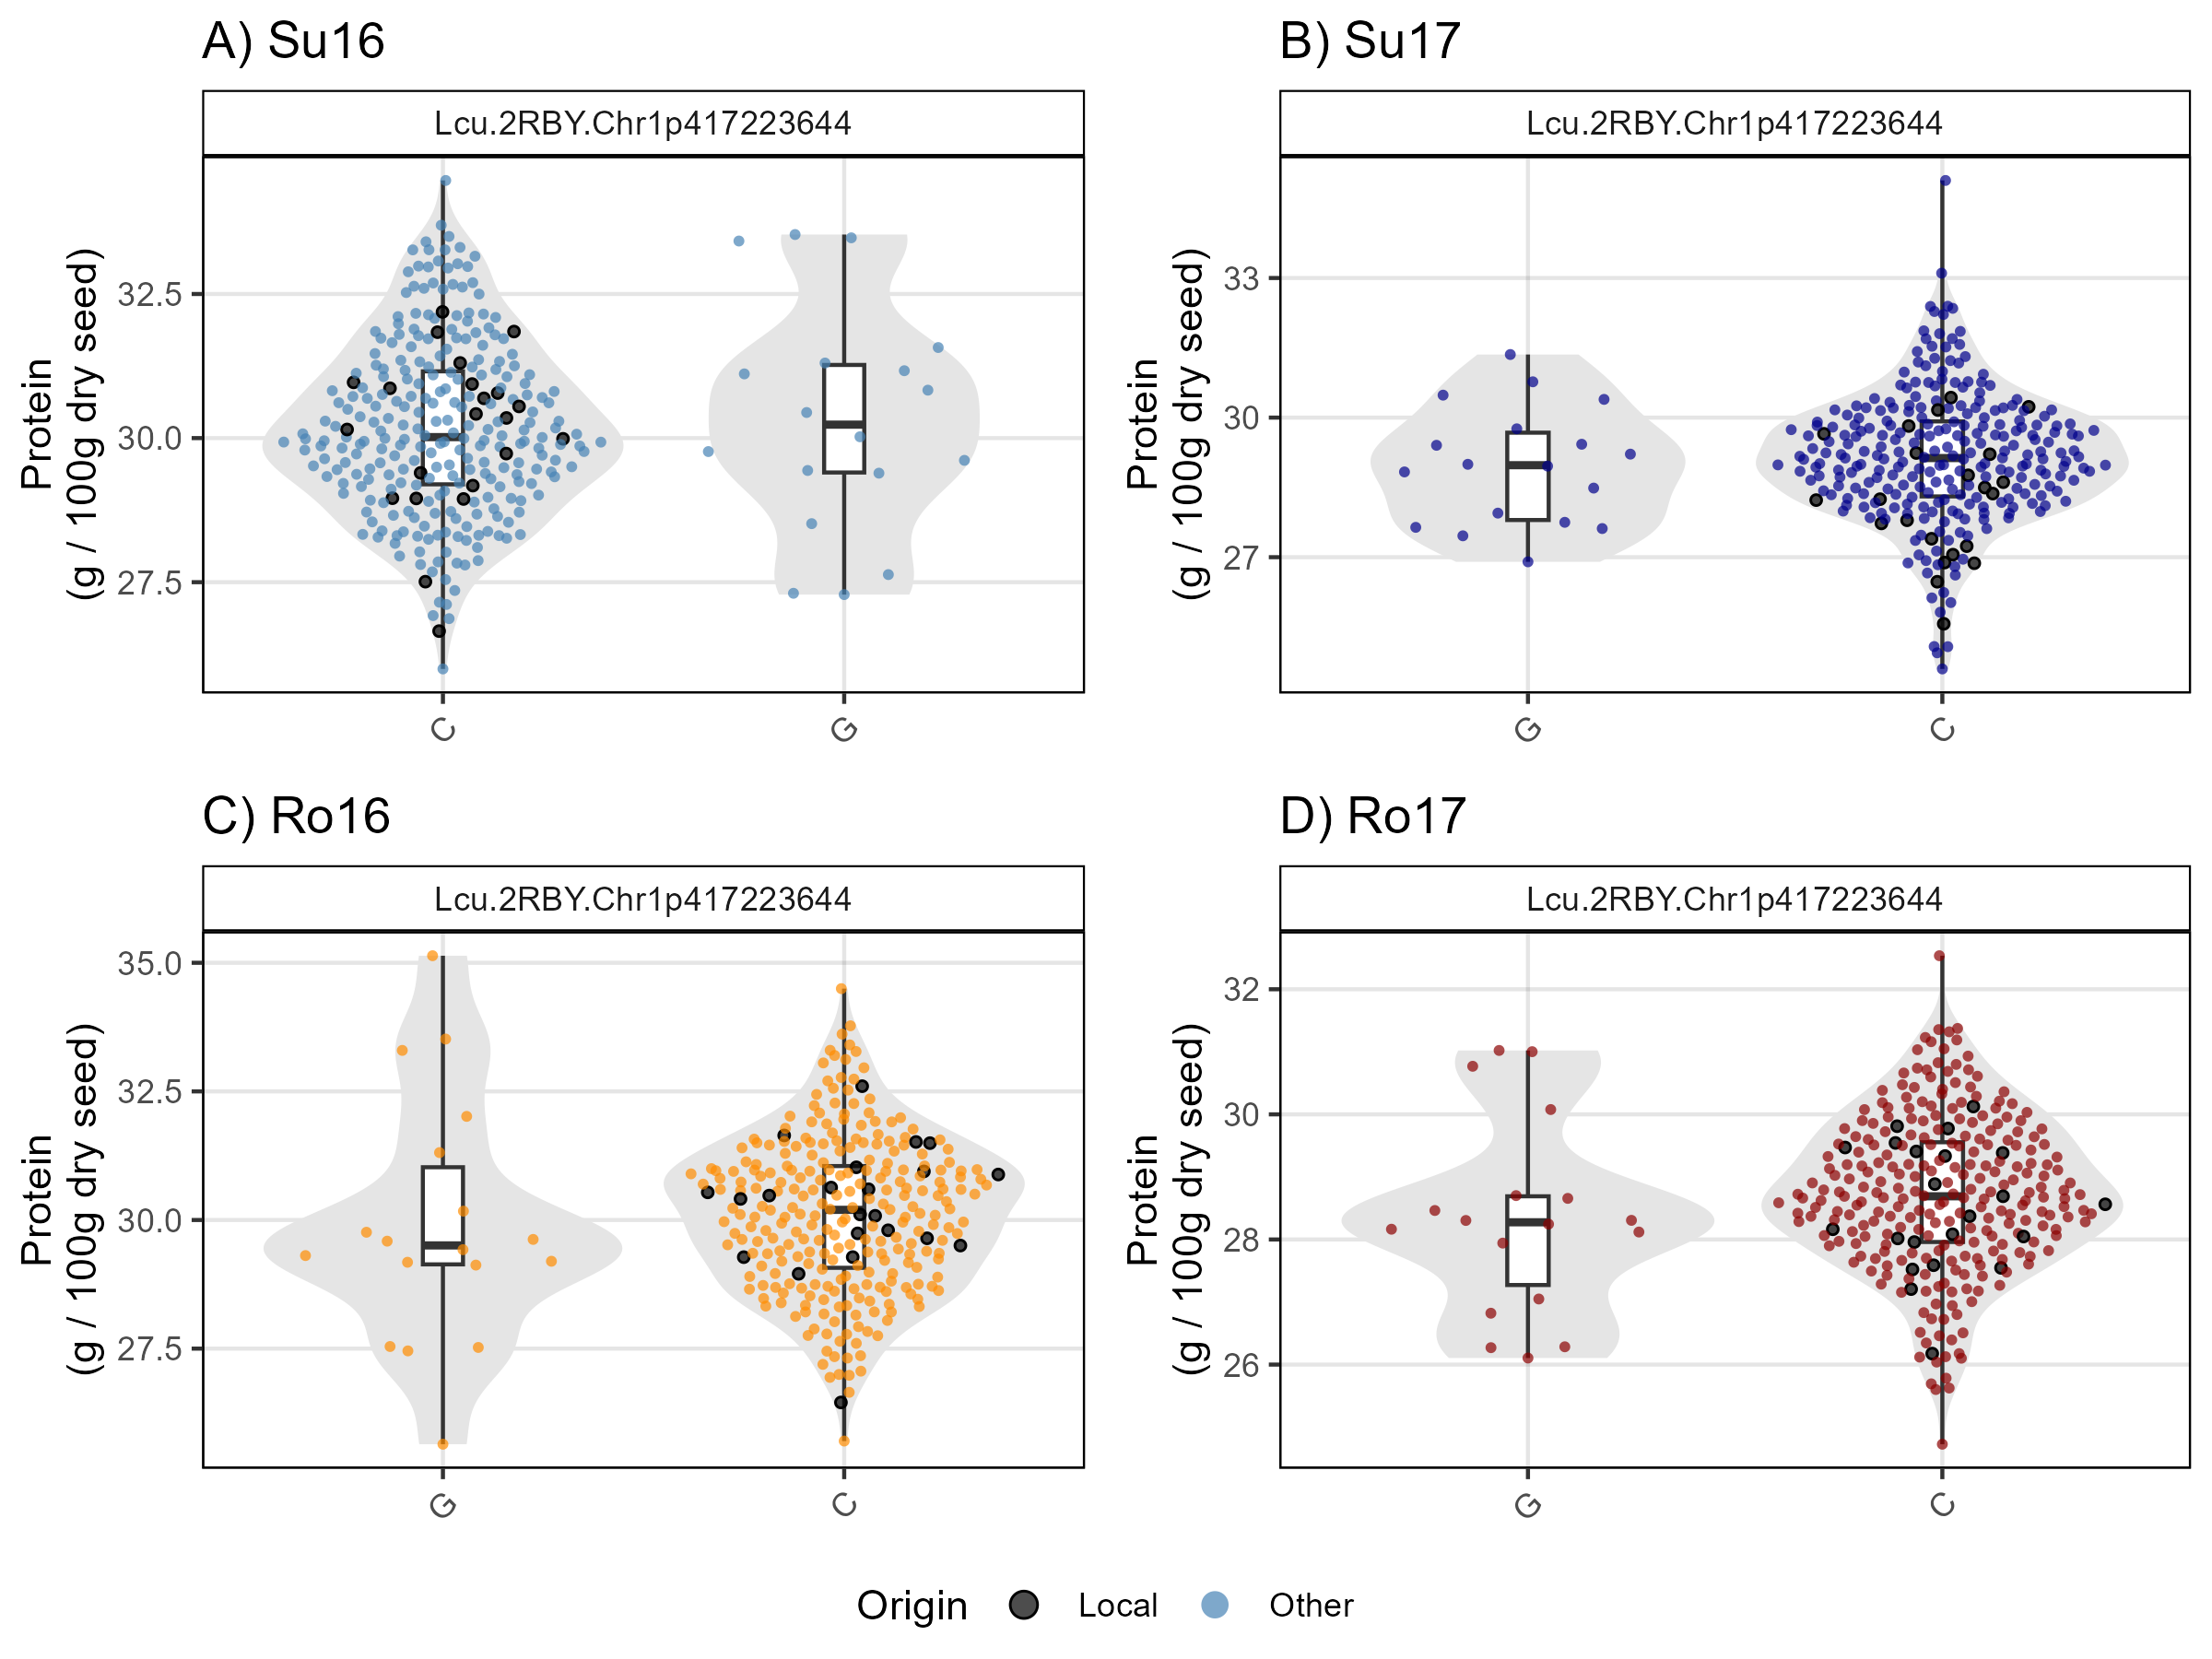 A) Su16
Lcu.2RBY.Chr1p417223644
Protein
(g / 100g dry seed)
32.5
30.0
27.5
C
G
B) Su17
Lcu.2RBY.Chr1p417223644
Protein
(g / 100g dry seed)
33
30
27
G
C
C) Ro16
Lcu.2RBY.Chr1p417223644
Protein
(g / 100g dry seed)
35.0
32.5
30.0
27.5
G
C
D) Ro17
Lcu.2RBY.Chr1p417223644
Protein
(g / 100g dry seed)
32
30
28
26
G
C
Origin
Local
Other